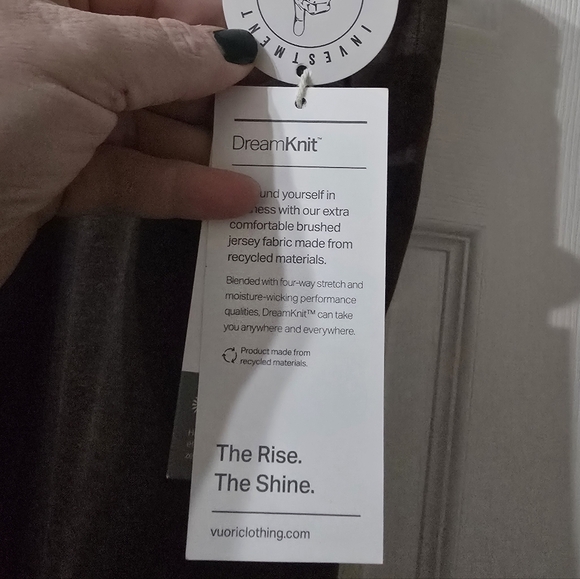 INVESTMENT
DreamKnit™
und yourself in
ness with our extra
comfortable brushed
jersey fabric made from
recycled materials.
Blended with four-way stretch and
moisture-wicking performance
qualities, DreamKnit™ can take
you anywhere and everywhere.
Product made from
recycled materials.
The Rise.
The Shine.
vuoriclothing.com